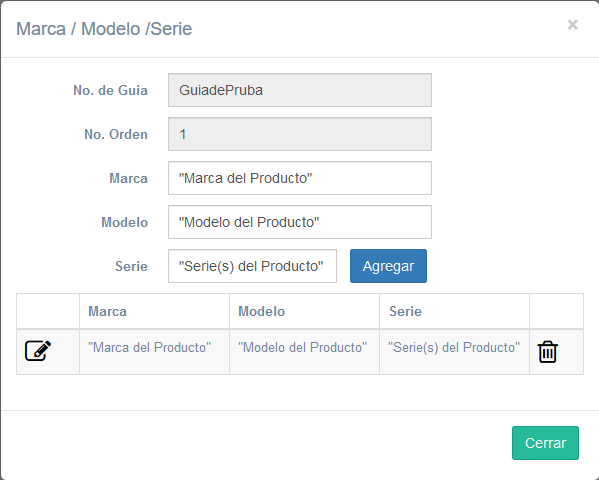 Marca / Modelo /Serie
×
No. de Guia GuiadePruba
No. Orden 1
Marca "Marca del Producto"
Modelo "Modelo del Producto"
Serie "Serie(s) del Producto" Agregar
Marca Modelo Serie
"Marca del Producto" "Modelo del Producto" "Serie(s) del Producto"
Cerrar